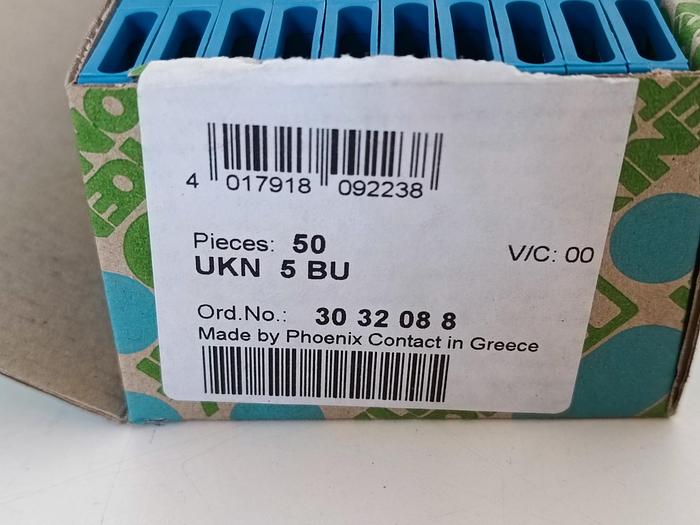 4 017918 092238
Pieces: 50
UKN 5 BU
V/C: 00
Ord.No.: 30 32 08 8
Made by Phoenix Contact in Greece